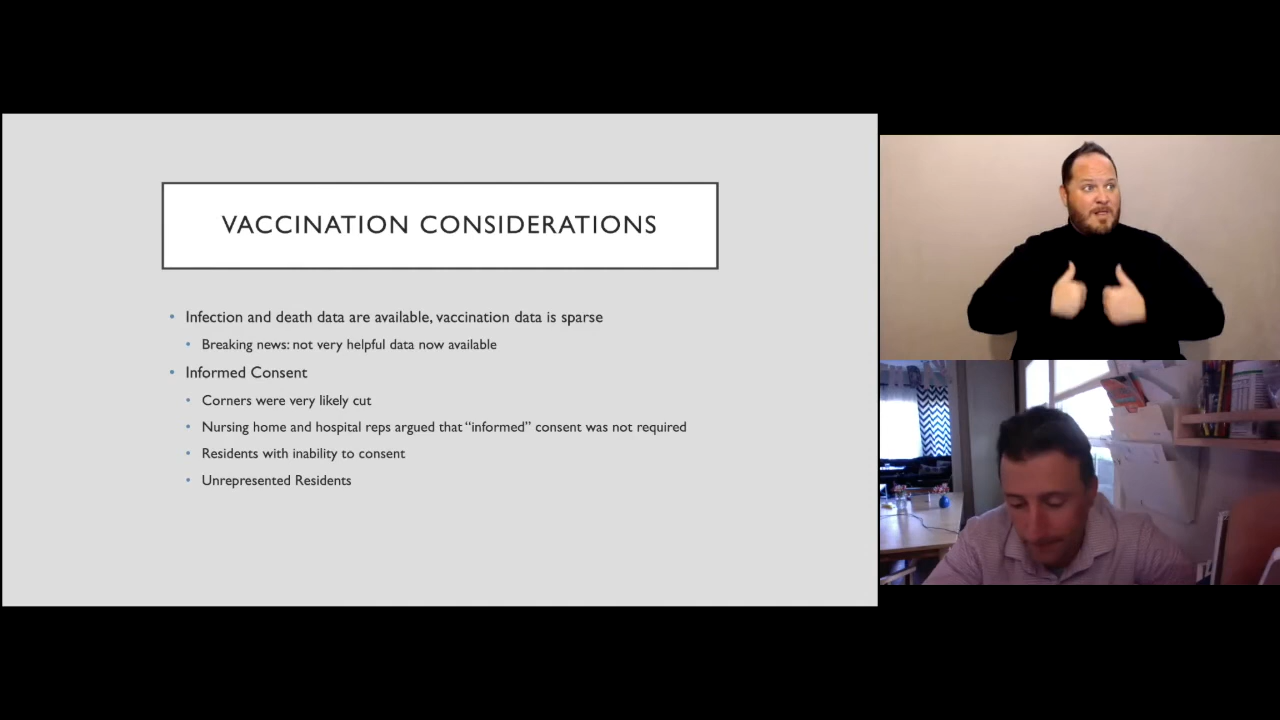 VACCINATION CONSIDERATIONS
• Infection and death data are available, vaccination data is sparse
• Breaking news: not very helpful data now available
• Informed Consent
• Corners were very likely cut
• Nursing home and hospital reps argued that “informed” consent was not required
• Residents with inability to consent
• Unrepresented Residents